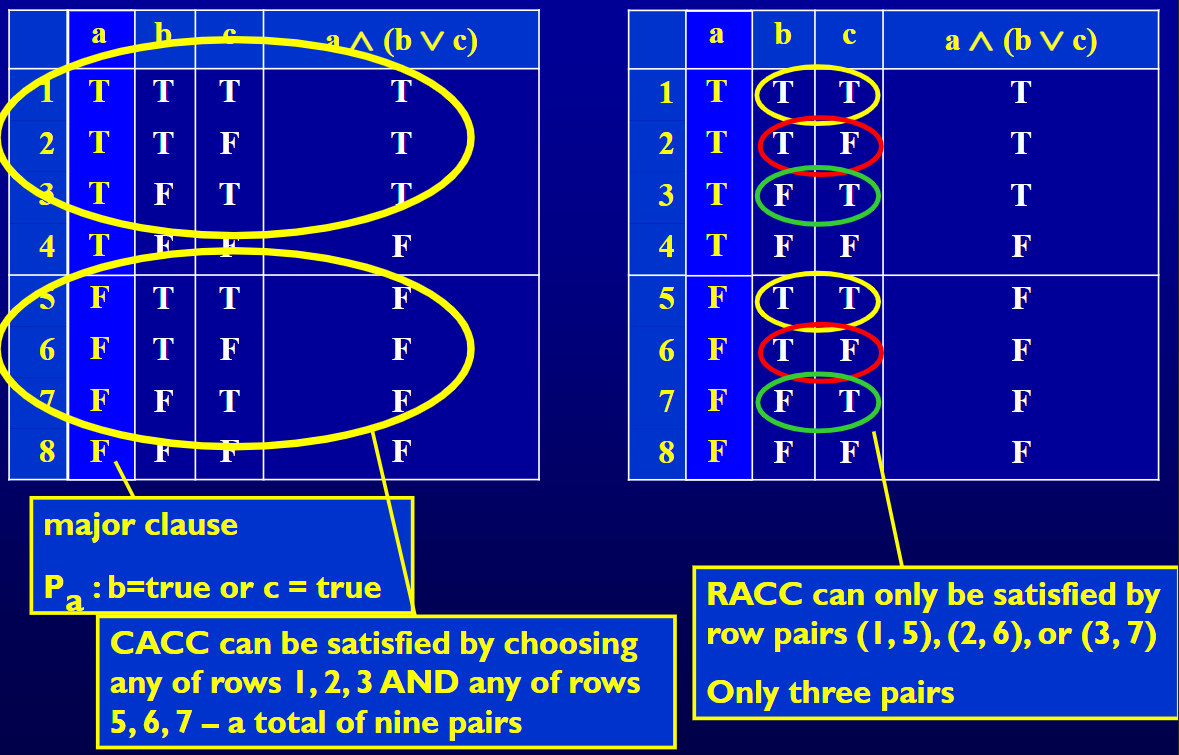 a b c a ∧ (b ∨ c)
1 T T T T
2 T T F T
3 T F T T
4 T F F F
5 F T T F
6 F T F F
7 F F T F
8 F F F F
major clause
Pa : b=true or c = true
CACC can be satisfied by choosing
any of rows 1, 2, 3 AND any of rows
5, 6, 7 – a total of nine pairs
a b c a ∧ (b ∨ c)
1 T T T T
2 T T F T
3 T F T T
4 T F F F
5 F T T F
6 F T F F
7 F F T F
8 F F F F
RACC can only be satisfied by
row pairs (1, 5), (2, 6), or (3, 7)
Only three pairs